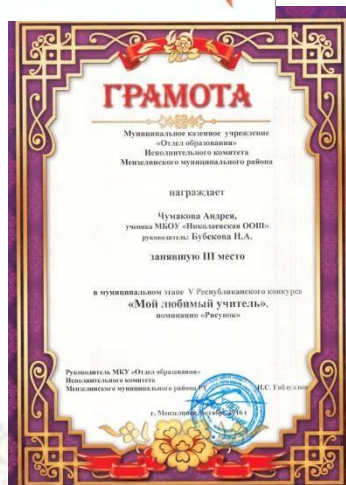 ГРАМОТА
Муниципальное казенное учреждение
«Отдел образования»
Исполнительного комитета
Мензелинского муниципального района
награждает
Чумакова Андрея,
ученика МБОУ «Николаевская ООШ»
руководитель: Бубекова Н.А.
занявшую III место
в муниципальном этапе V Республиканского конкурса
«Мой любимый учитель»,
номинация «Рисунок»
Руководитель МКУ «Отдел образования»
Исполнительного комитета
Мензелинского муниципального района РТ
г. Мензелинск, 2016 г